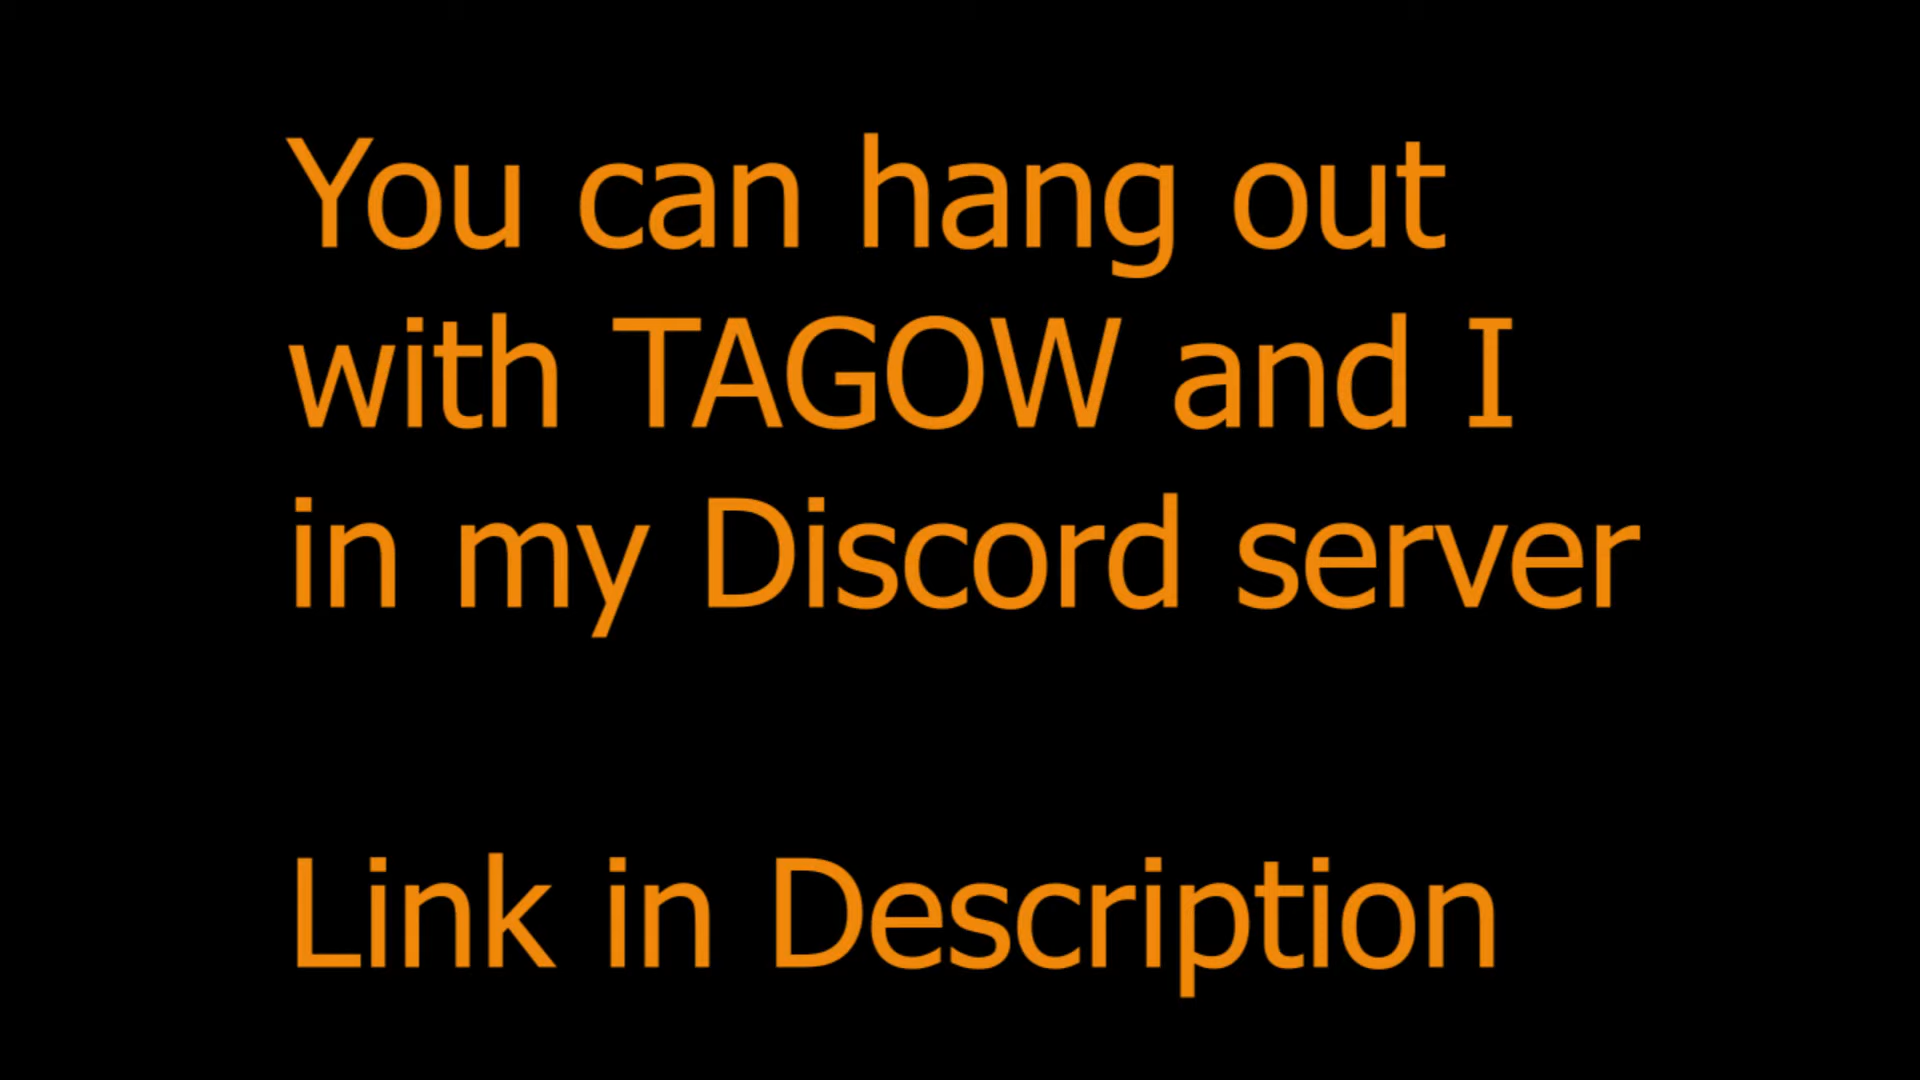 You can hang out
with TAGOW and I
in my Discord server
Link in Description